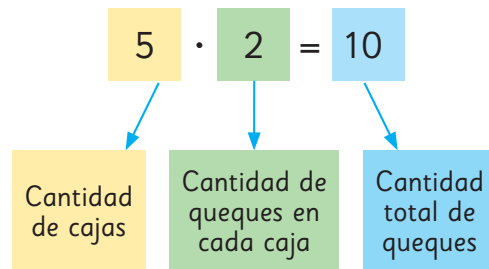 5 · 2 = 10
Cantidad
de cajas
Cantidad de
queques en
cada caja
Cantidad
total de
queques